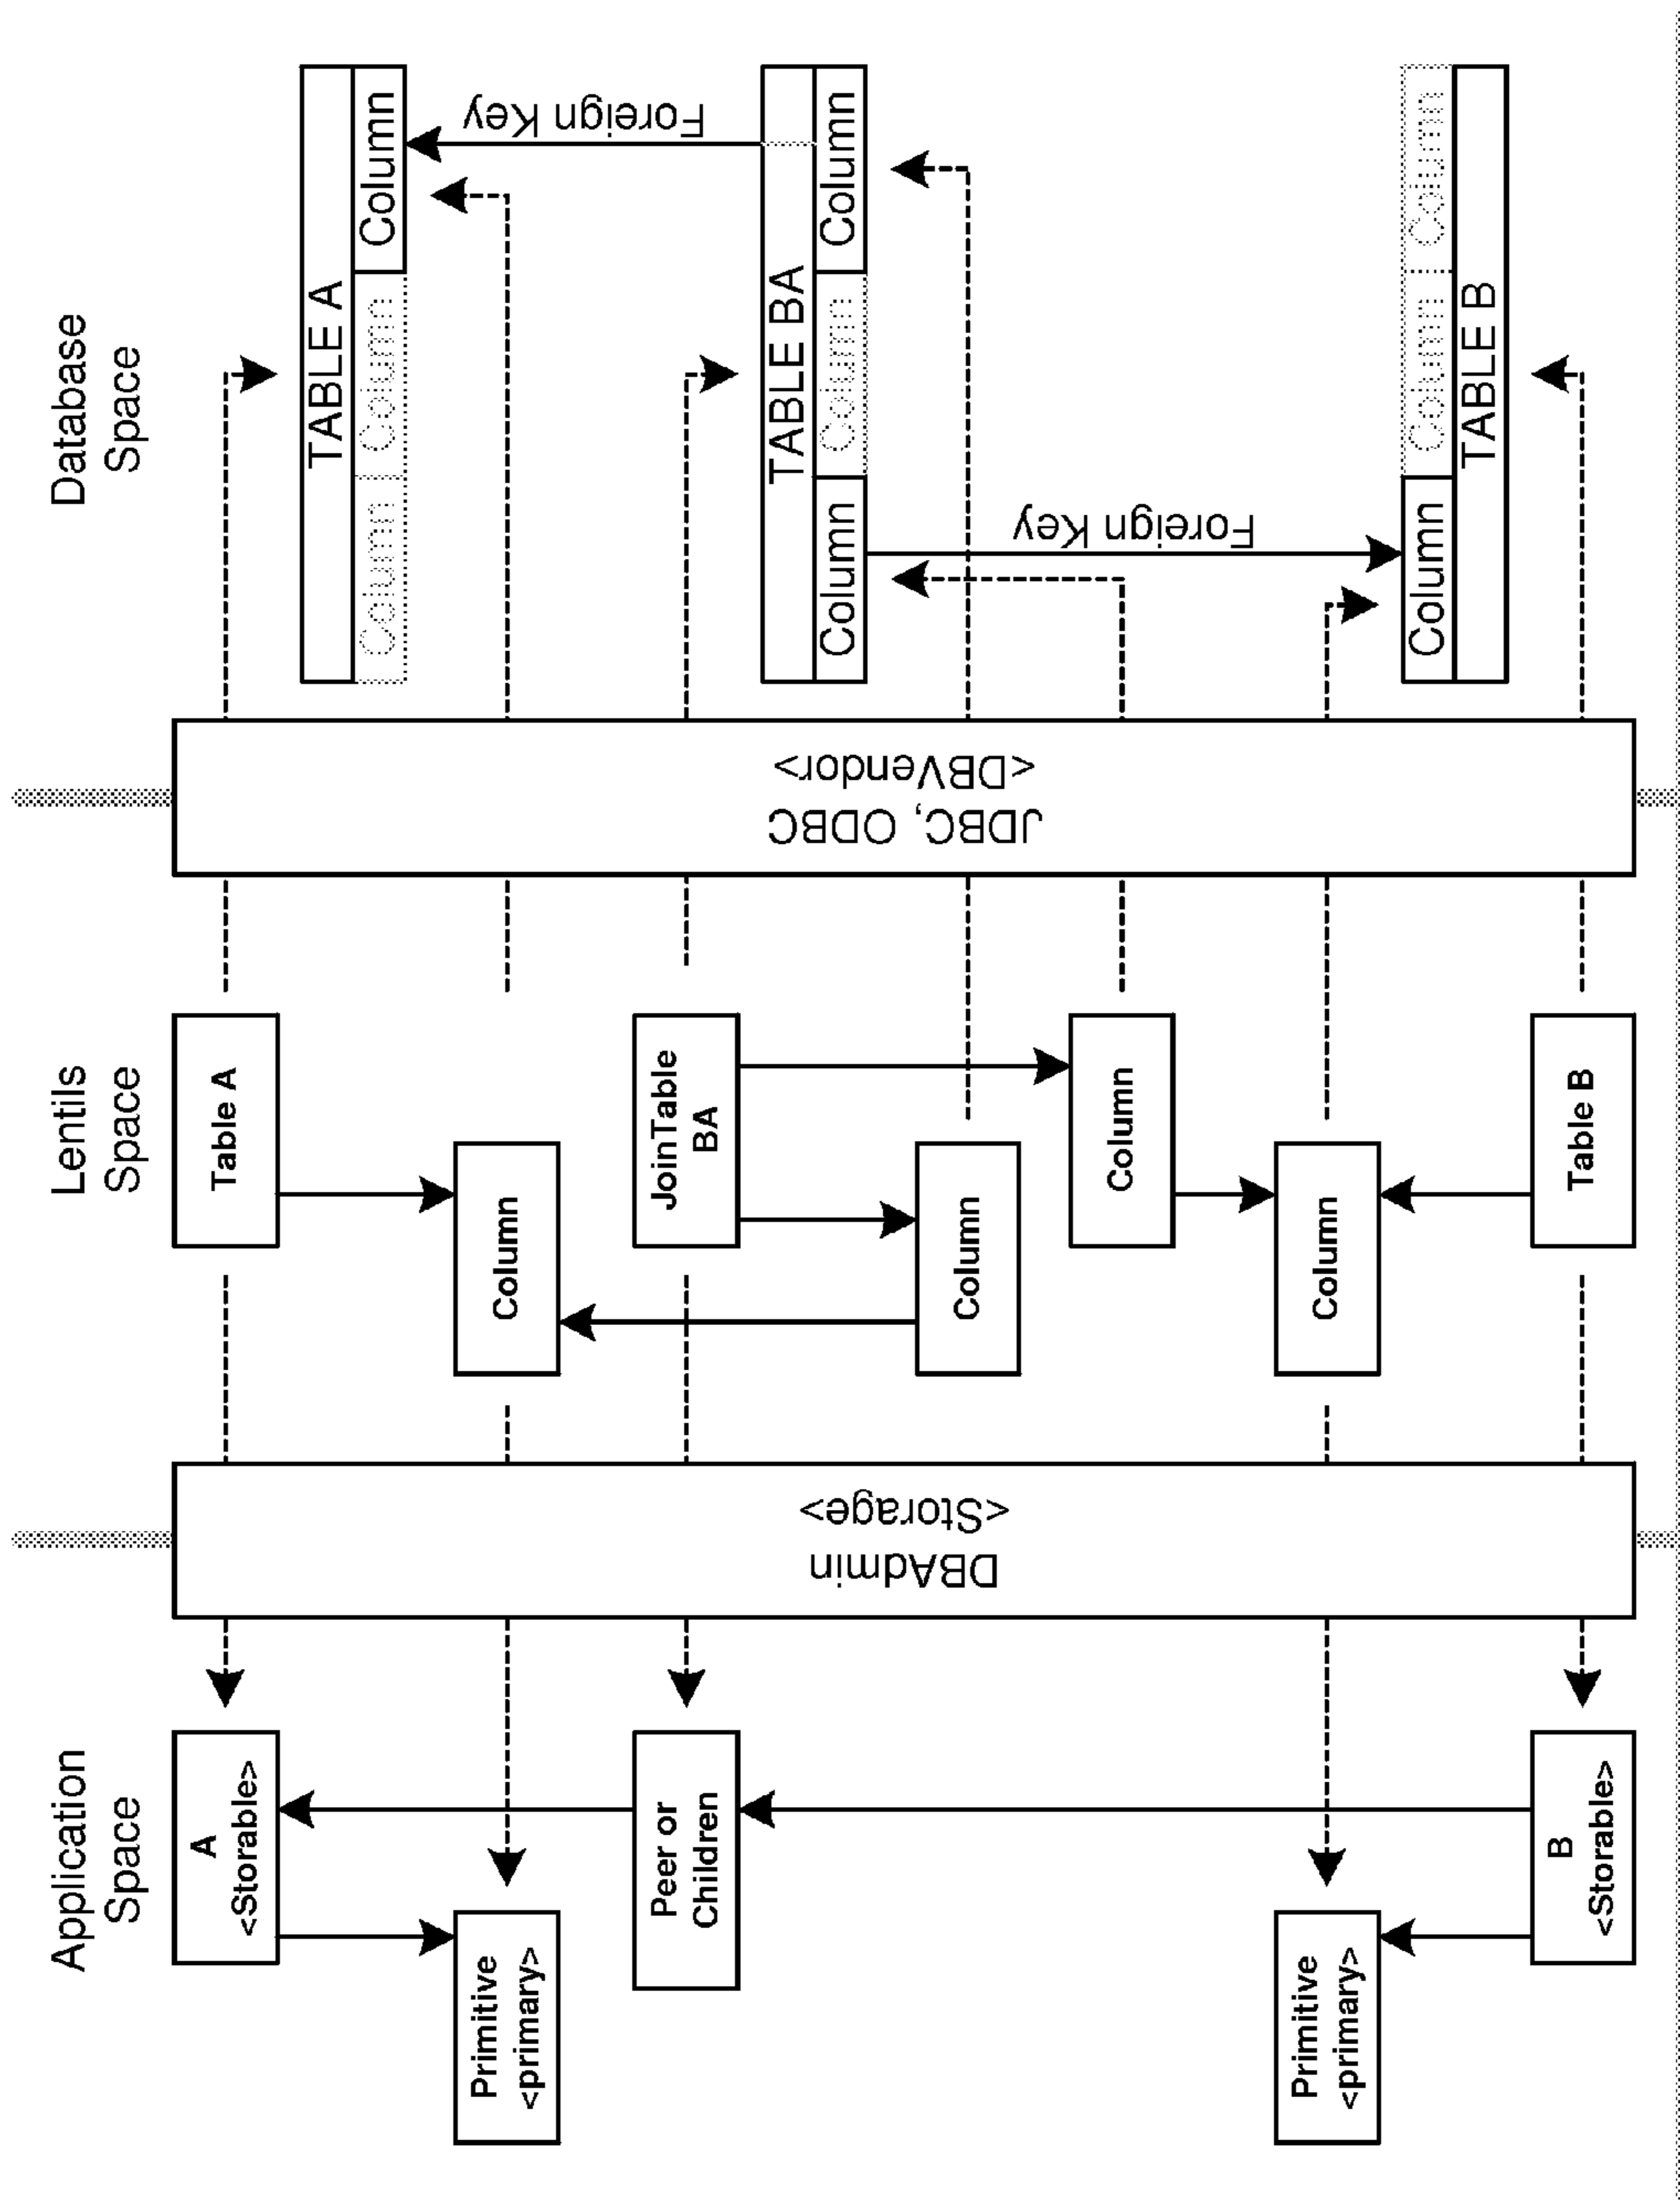 Application
Space
Lentils
Space
Database
Space
A
<Storable>
Table A
TABLE A
Column
Column
Column
Primitive
<primary>
Column
Foreign Key
Peer or
Children
JoinTable
BA
TABLE BA
Column
Column
Column
DBAdmin
<Storage>
JDBC, ODBC
<DBVendor>
Column
Column
Foreign Key
Primitive
<primary>
Column
Column
Column
Column
B
<Storable>
Table B
TABLE B